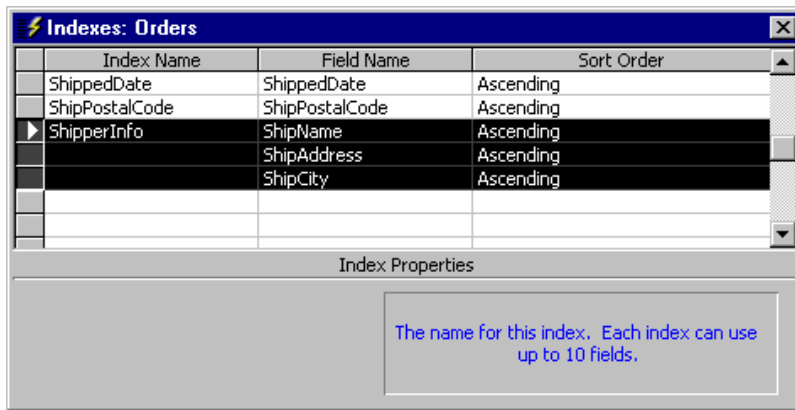 Indexes: Orders
Index Name Field Name Sort Order
ShippedDate ShippedDate Ascending
ShipPostalCode ShipPostalCode Ascending
ShipperInfo ShipName Ascending
ShipAddress Ascending
ShipCity Ascending
Index Properties
The name for this index. Each index can use
up to 10 fields.